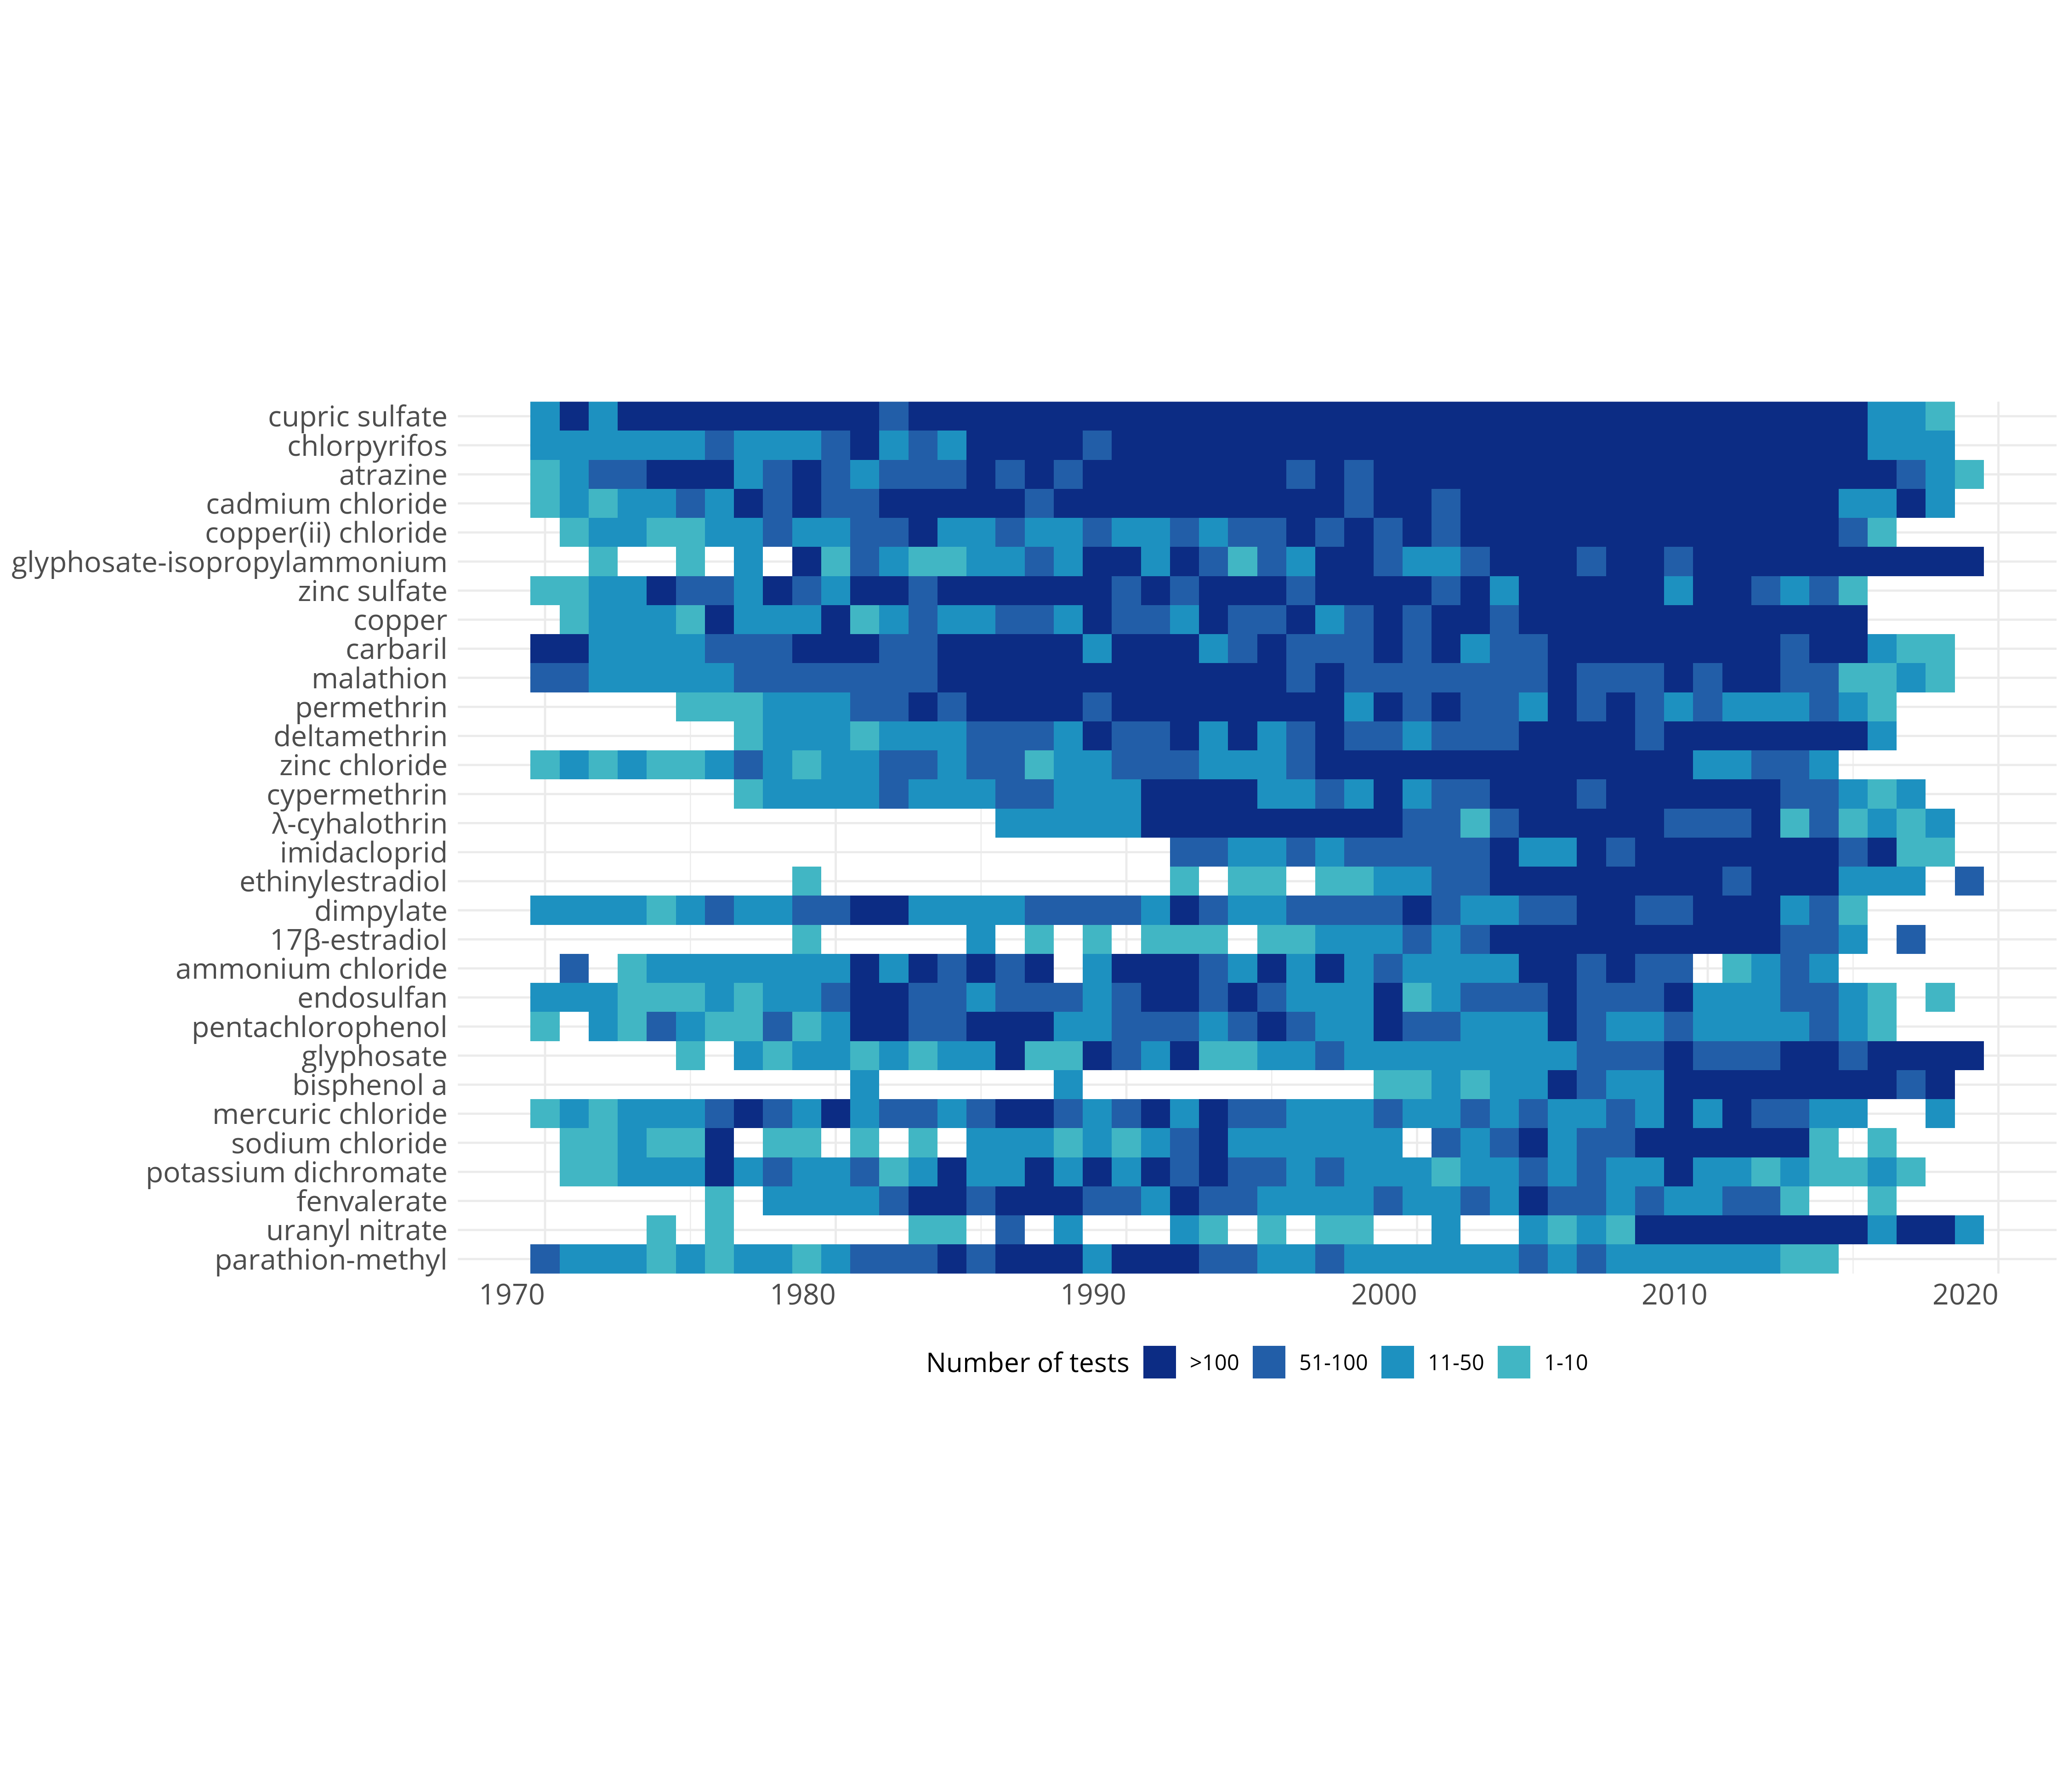 cupric sulfate
chlorpyrifos
atrazine
cadmium chloride
copper(ii) chloride
glyphosate-isopropylammonium
zinc sulfate
copper
carbaril
malathion
permethrin
deltamethrin
zinc chloride
cypermethrin
λ-cyhalothrin
imidacloprid
ethinylestradiol
dimpylate
17β-estradiol
ammonium chloride
endosulfan
pentachlorophenol
glyphosate
bisphenol a
mercuric chloride
sodium chloride
potassium dichromate
fenvalerate
uranyl nitrate
parathion-methyl
1970 1980 1990 2000 2010 2020
Number of tests >100 51-100 11-50 1-10